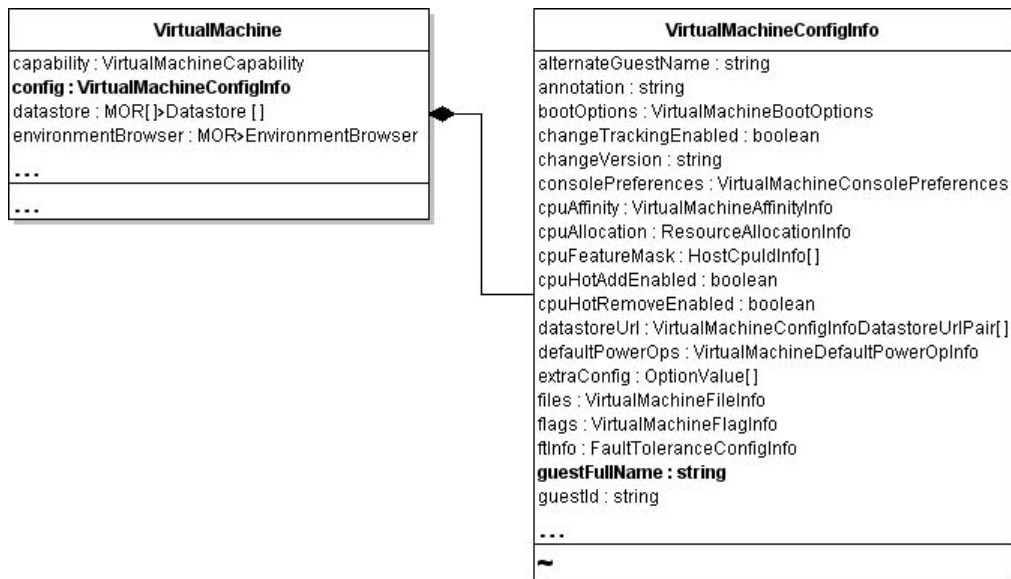 VirtualMachine
capability : VirtualMachineCapability
config : VirtualMachineConfigInfo
datastore : MOR[]>Datastore []
environmentBrowser : MOR>EnvironmentBrowser
...
...
VirtualMachineConfigInfo
alternateGuestName : string
annotation : string
bootOptions : VirtualMachineBootOptions
changeTrackingEnabled : boolean
changeVersion : string
consolePreferences : VirtualMachineConsolePreferences
cpuAffinity : VirtualMachineAffinityInfo
cpuAllocation : ResourceAllocationInfo
cpuFeatureMask : HostCpuIdInfo[]
cpuHotAddEnabled : boolean
cpuHotRemoveEnabled : boolean
datastoreUrl : VirtualMachineConfigInfoDatastoreUrlPair[]
defaultPowerOps : VirtualMachineDefaultPowerOpInfo
extraConfig : OptionValue[]
files : VirtualMachineFileInfo
flags : VirtualMachineFlagInfo
ftInfo : FaultToleranceConfigInfo
guestFullName : string
guestId : string
...
~